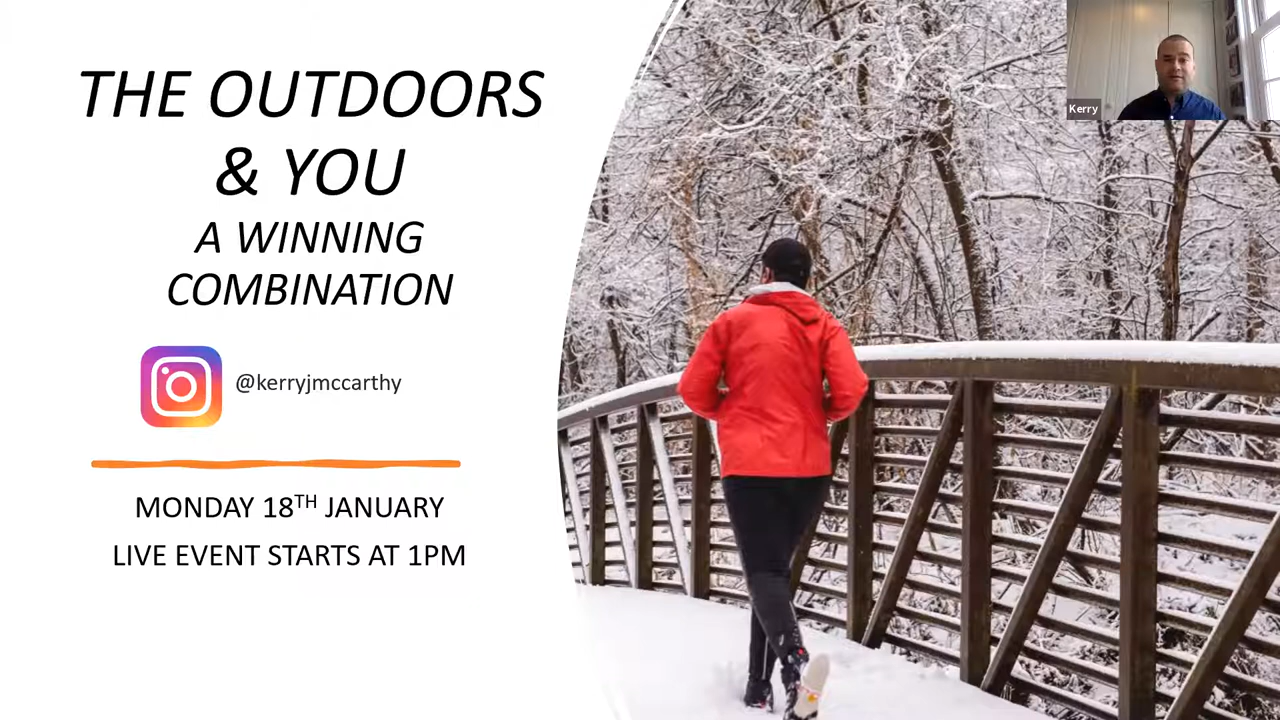 THE OUTDOORS
& YOU
A WINNING
COMBINATION
@kerryjmccarthy
MONDAY 18TH JANUARY
LIVE EVENT STARTS AT 1PM
Kerry